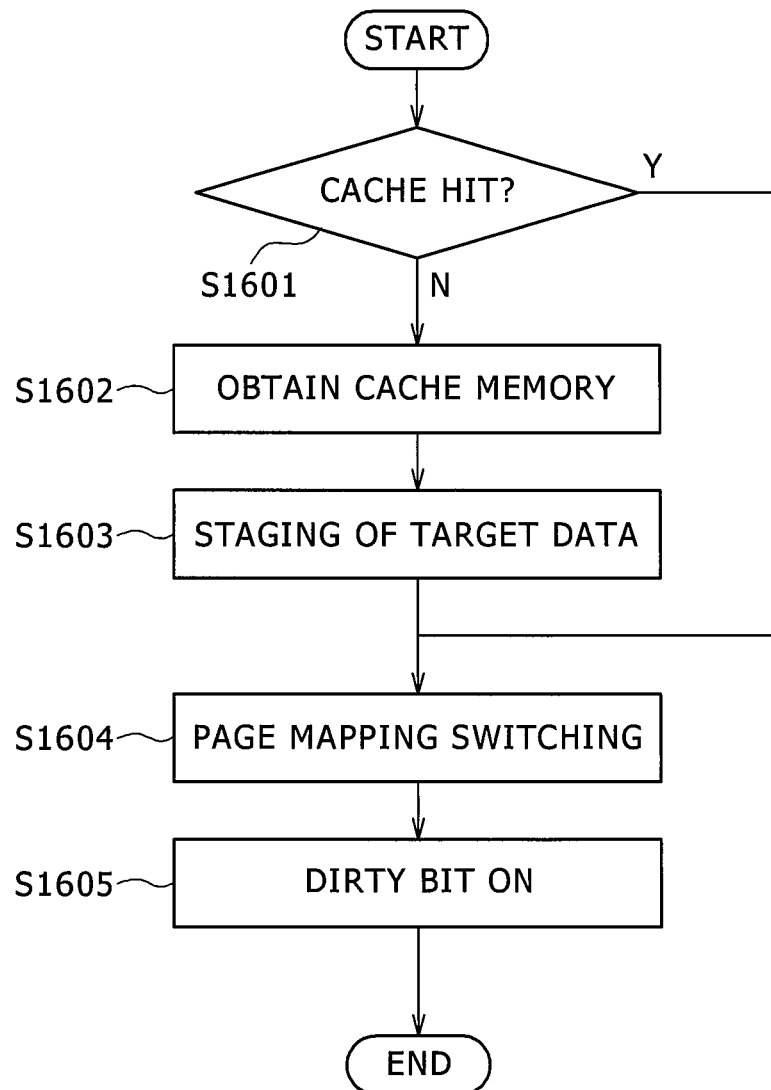 START
CACHE HIT?
Y
S1601
N
S1602
OBTAIN CACHE MEMORY
S1603
STAGING OF TARGET DATA
S1604
PAGE MAPPING SWITCHING
S1605
DIRTY BIT ON
END